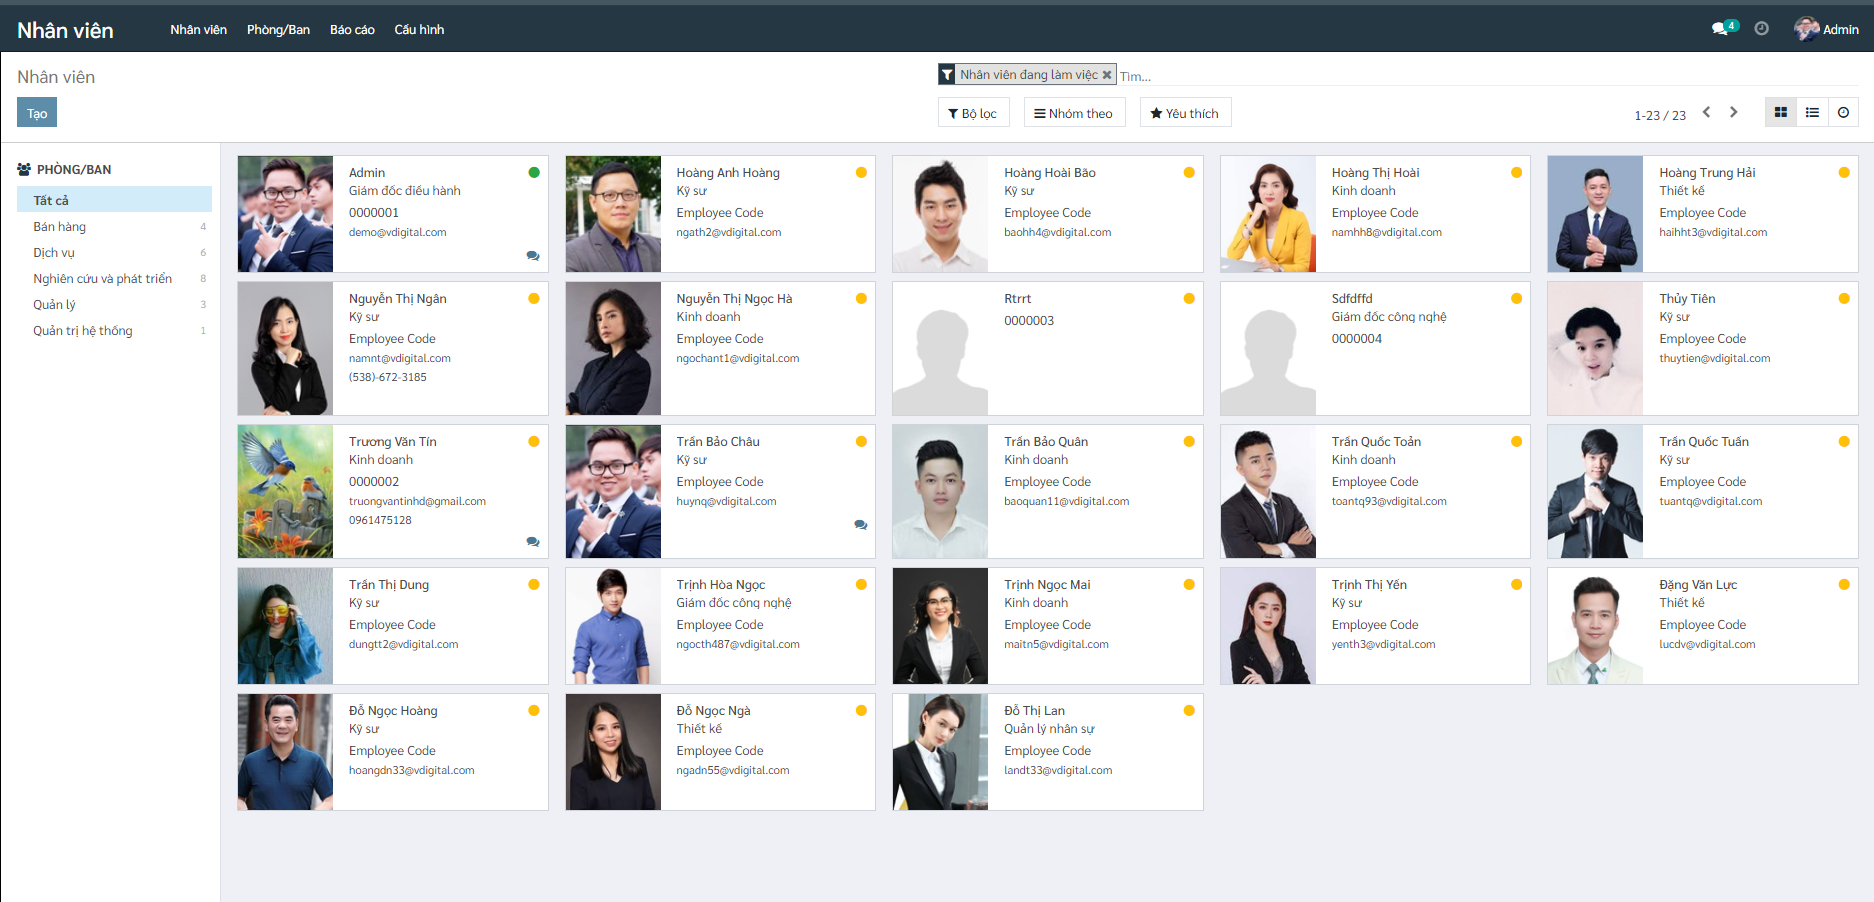 Nhân viên
Nhân viên Phòng/Ban Báo cáo Cấu hình
4
Admin
Nhân viên
Nhân viên đang làm việc ✖ Tìm...
Tạo
Bộ lọc
Nhóm theo
Yêu thích
1-23 / 23
PHÒNG/BAN
Tất cả
Bán hàng 4
Dịch vụ 6
Nghiên cứu và phát triển 8
Quản lý 3
Quản trị hệ thống 1
Admin
Giám đốc điều hành
0000001
demo@vdigital.com
Hoàng Anh Hoàng
Kỹ sư
Employee Code
ngath2@vdigital.com
Hoàng Hoài Bão
Kỹ sư
Employee Code
baohh4@vdigital.com
Hoàng Thị Hoài
Kinh doanh
Employee Code
namhh8@vdigital.com
Hoàng Trung Hải
Thiết kế
Employee Code
haihht3@vdigital.com
Nguyễn Thị Ngân
Kỹ sư
Employee Code
namnt@vdigital.com
(538)-672-3185
Nguyễn Thị Ngọc Hà
Kinh doanh
Employee Code
ngochant1@vdigital.com
Rtrrt
0000003
Sdfdffd
Giám đốc công nghệ
0000004
Thủy Tiên
Kỹ sư
Employee Code
thuytien@vdigital.com
Trương Văn Tín
Kinh doanh
0000002
truongvantinhd@gmail.com
0961475128
Trần Bảo Châu
Kỹ sư
Employee Code
huynq@vdigital.com
Trần Bảo Quân
Kinh doanh
Employee Code
baoquan11@vdigital.com
Trần Quốc Toản
Kinh doanh
Employee Code
toantq93@vdigital.com
Trần Quốc Tuấn
Kỹ sư
Employee Code
tuantq@vdigital.com
Trần Thị Dung
Kỹ sư
Employee Code
dungtt2@vdigital.com
Trịnh Hòa Ngọc
Giám đốc công nghệ
Employee Code
ngocth487@vdigital.com
Trịnh Ngọc Mai
Kinh doanh
Employee Code
maitn5@vdigital.com
Trịnh Thị Yến
Kỹ sư
Employee Code
yenth3@vdigital.com
Đặng Văn Lực
Thiết kế
Employee Code
lucdv@vdigital.com
Đỗ Ngọc Hoàng
Kỹ sư
Employee Code
hoangdn33@vdigital.com
Đỗ Ngọc Ngà
Thiết kế
Employee Code
ngadn55@vdigital.com
Đỗ Thị Lan
Quản lý nhân sự
Employee Code
landt33@vdigital.com